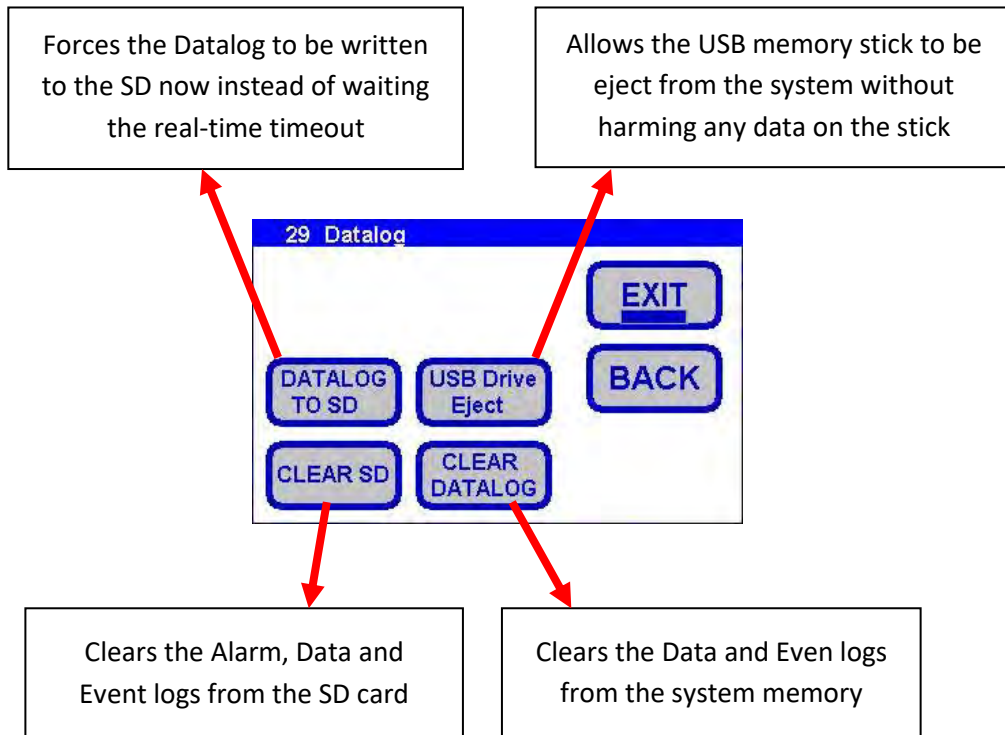 Forces the Datalog to be written
to the SD now instead of waiting
the real-time timeout
Allows the USB memory stick to be
eject from the system without
harming any data on the stick
29 Datalog
EXIT
DATALOG
TO SD
USB Drive
Eject
BACK
CLEAR SD
CLEAR
DATALOG
Clears the Alarm, Data and
Event logs from the SD card
Clears the Data and Even logs
from the system memory